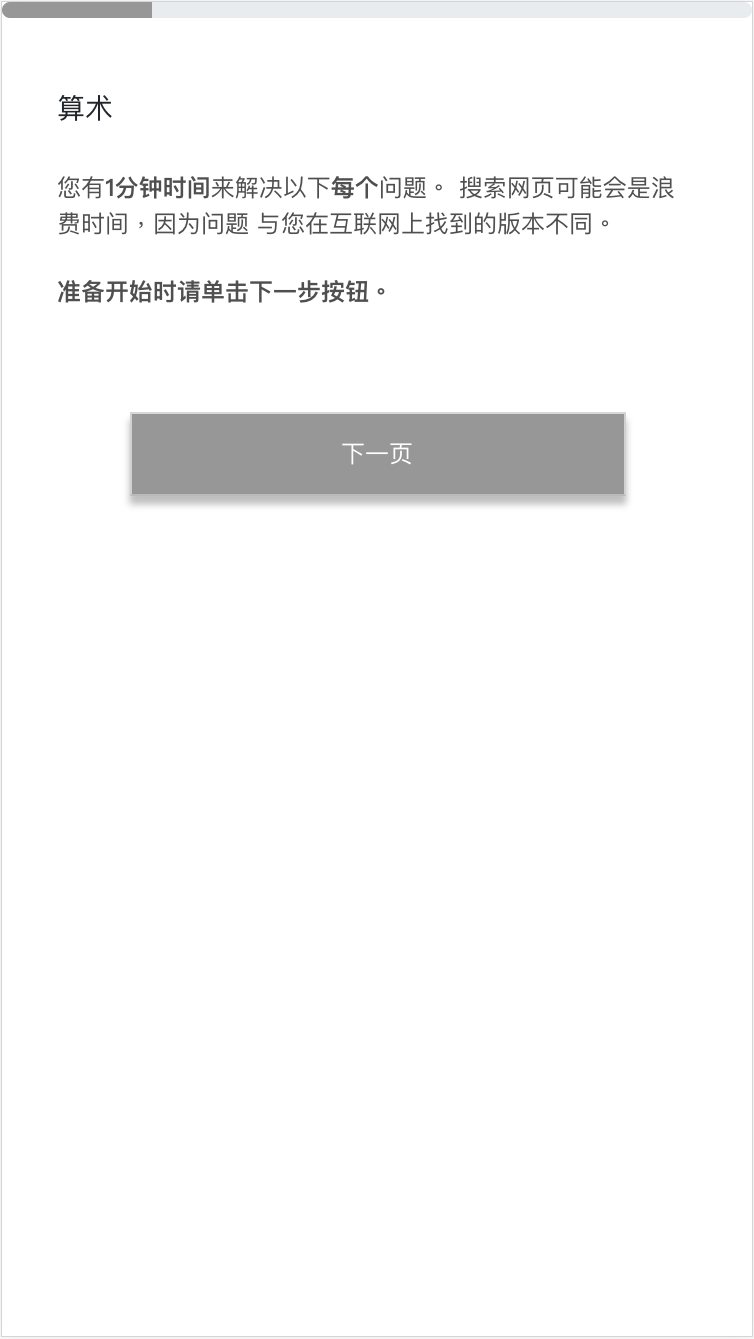 算术
您有1分钟时间来解决以下每个问题。 搜索网页可能会是浪
费时间，因为问题 与您在互联网上找到的版本不同。
准备开始时请单击下一步按钮。
下一页